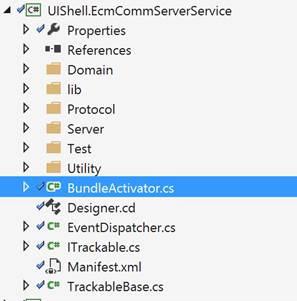 UIShell.EcmCommServerService
Properties
References
Domain
lib
Protocol
Server
Test
Utility
BundleActivator.cs
Designer.cd
EventDispatcher.cs
ITrackable.cs
Manifest.xml
TrackableBase.cs